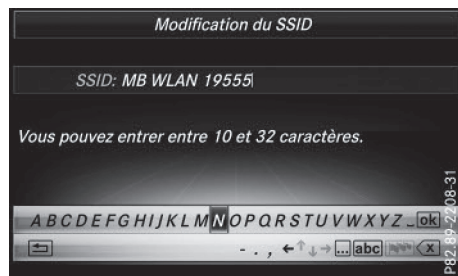 Modification du SSID
SSID: MB WLAN 19555
Vous pouvez entrer entre 10 et 32 caractères.
A B C D E F G H I J K L M N O P Q R S T U V W X Y Z _ ok
- . , ←↑↓→ ... abc X
P82.89-2208-31